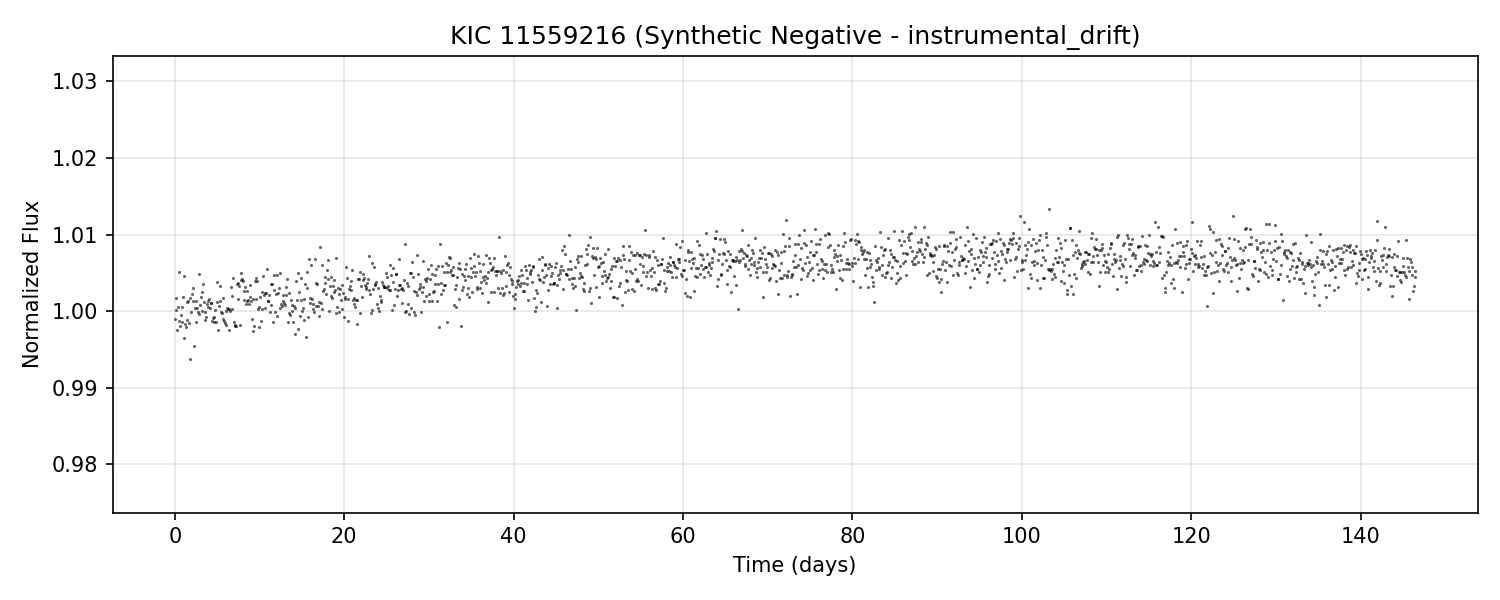 KIC 11559216 (Synthetic Negative - instrumental_drift)
1.03
1.02
1.01
1.00
0.99
0.98
Normalized Flux
0 20 40 60 80 100 120 140
Time (days)